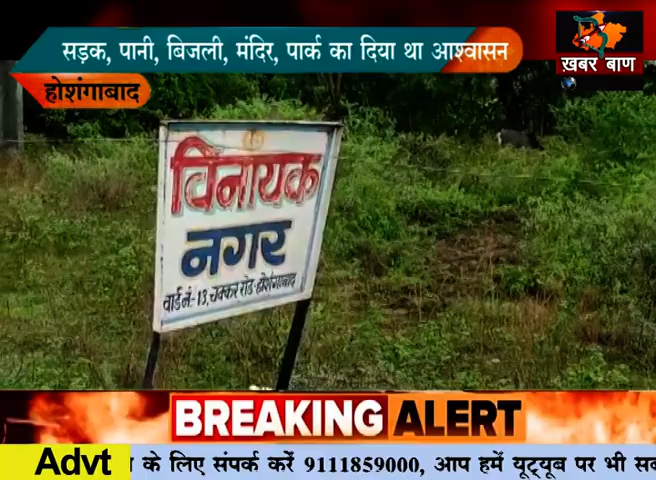 सड़क, पानी, बिजली, मंदिर, पार्क का दिया था आश्वासन
ख़बर बाण
होशंगाबाद
विनायक
नगर
वार्ड नं.- 13, चक्कर रोड-होशंगाबाद
BREAKING ALERT
Advt के लिए संपर्क करें 9111859000, आप हमें यूट्यूब पर भी